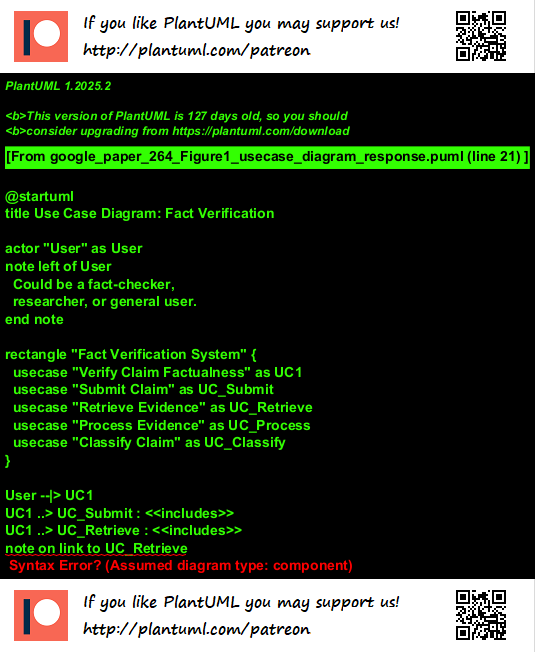 If you like PlantUML you may support us!
http://plantuml.com/patreon
PlantUML 1.2025.2
<b>This version of PlantUML is 127 days old, so you should
<b>consider upgrading from https://plantuml.com/download
[From google_paper_264_Figure1_usecase_diagram_response.puml (line 21) ]
@startuml
title Use Case Diagram: Fact Verification
actor "User" as User
note left of User
Could be a fact-checker,
researcher, or general user.
end note
rectangle "Fact Verification System" {
usecase "Verify Claim Factualness" as UC1
usecase "Submit Claim" as UC_Submit
usecase "Retrieve Evidence" as UC_Retrieve
usecase "Process Evidence" as UC_Process
usecase "Classify Claim" as UC_Classify
}
User --|> UC1
UC1 ..> UC_Submit : <<includes>>
UC1 ..> UC_Retrieve : <<includes>>
note on link to UC_Retrieve
Syntax Error? (Assumed diagram type: component)
If you like PlantUML you may support us!
http://plantuml.com/patreon